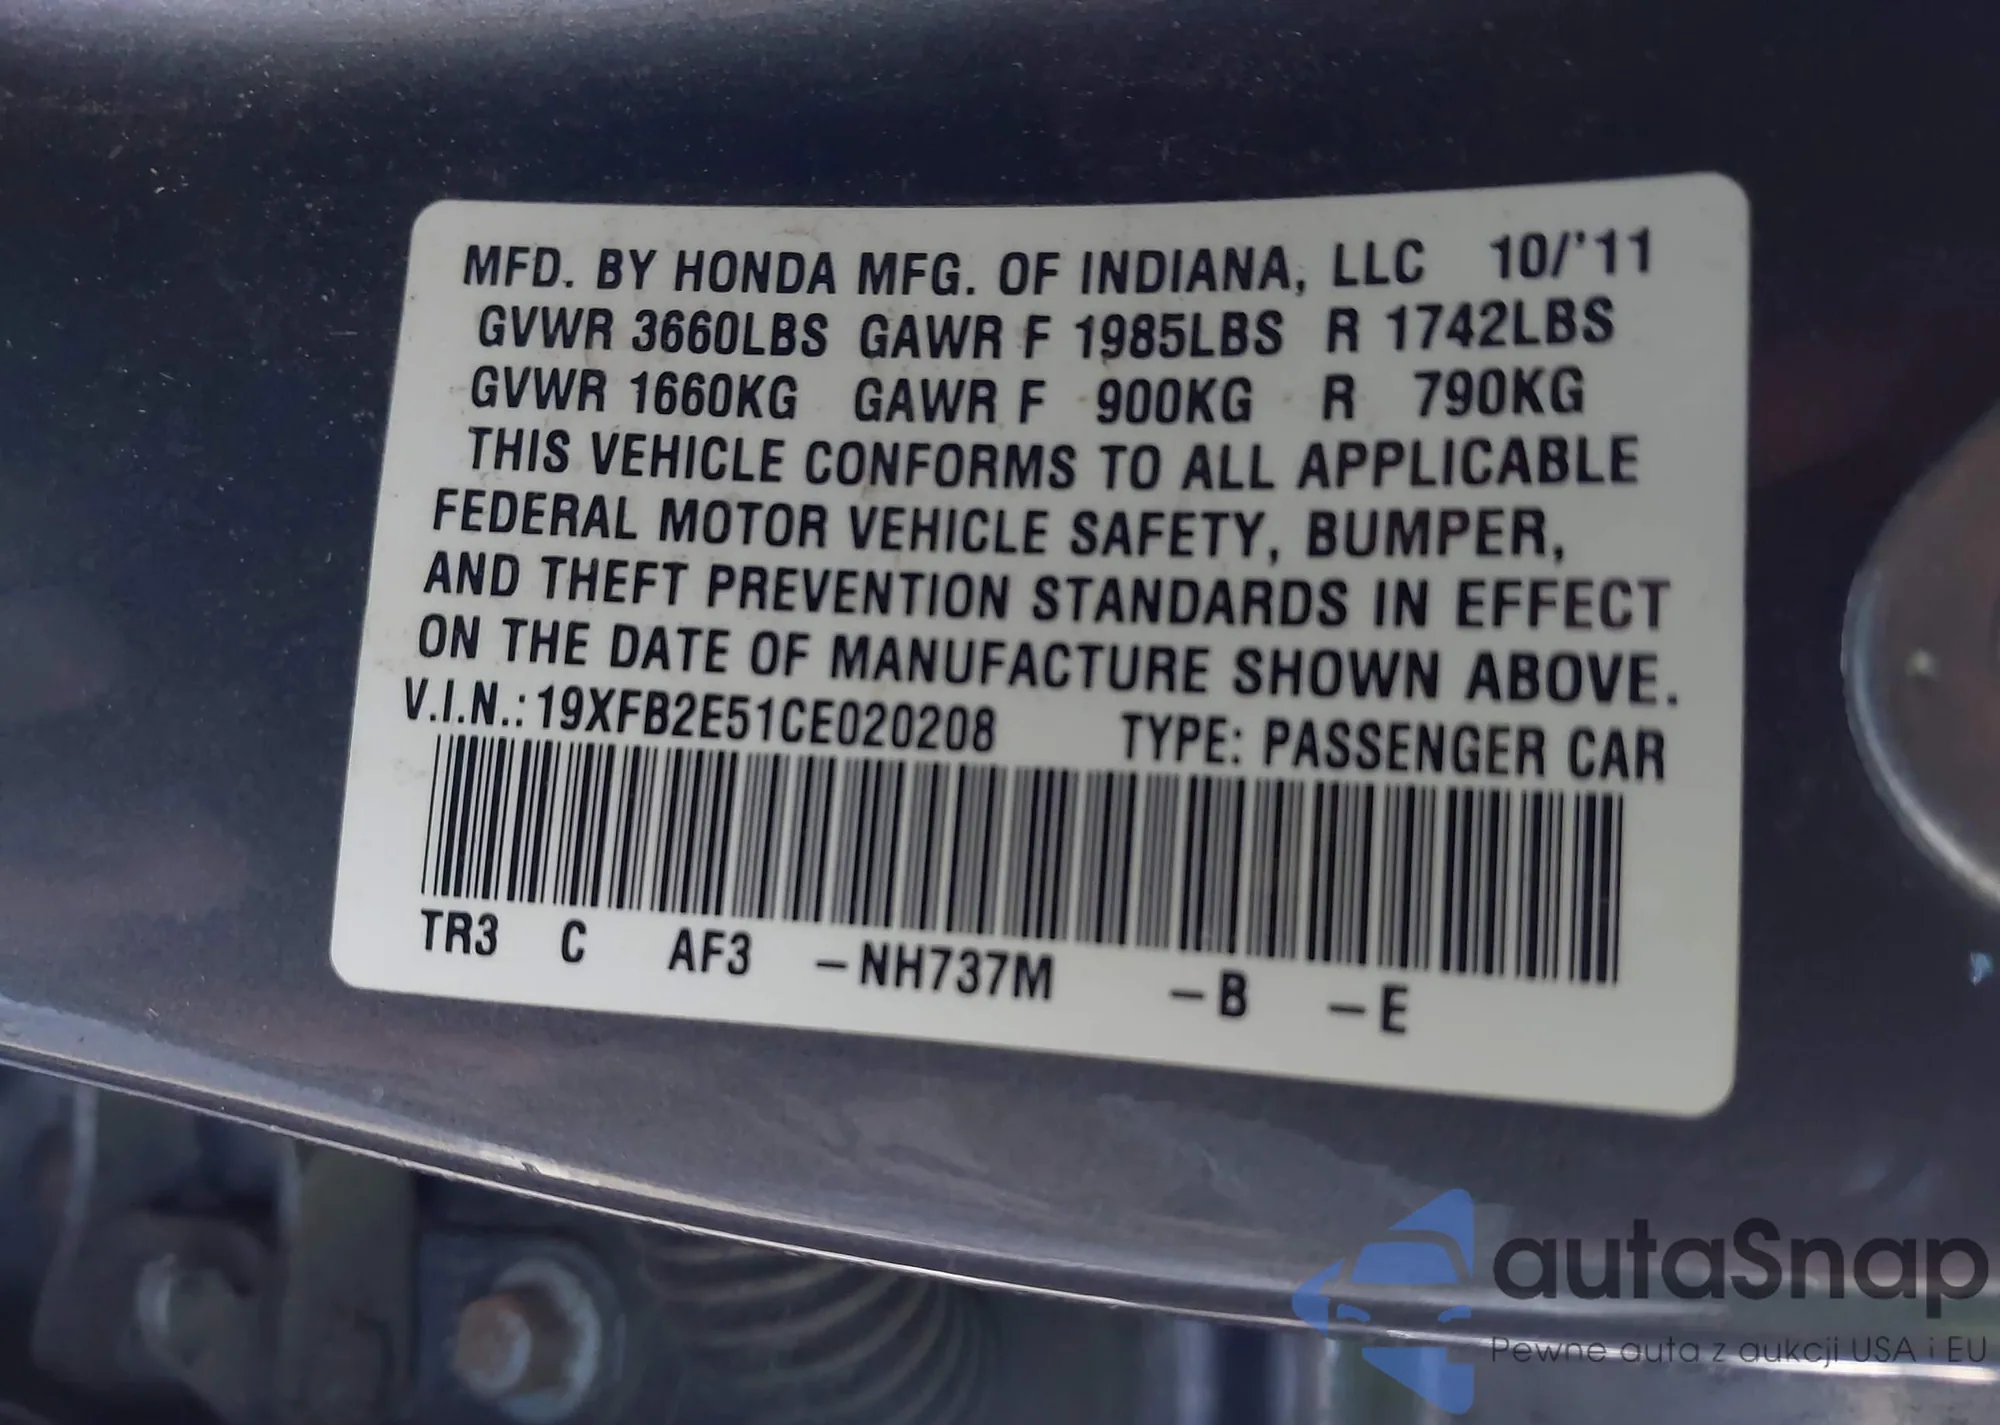 MFD. BY HONDA MFG. OF INDIANA, LLC 10/'11
GVWR 3660LBS GAWR F 1985LBS R 1742LBS
GVWR 1660KG GAWR F 900KG R 790KG
THIS VEHICLE CONFORMS TO ALL APPLICABLE
FEDERAL MOTOR VEHICLE SAFETY, BUMPER,
AND THEFT PREVENTION STANDARDS IN EFFECT
ON THE DATE OF MANUFACTURE SHOWN ABOVE.
V.I.N.: 19XFB2E51CE020208 TYPE: PASSENGER CAR
TR3 C AF3 –NH737M –B –E
autaSnap
Pewne auta z aukcji USA i EU